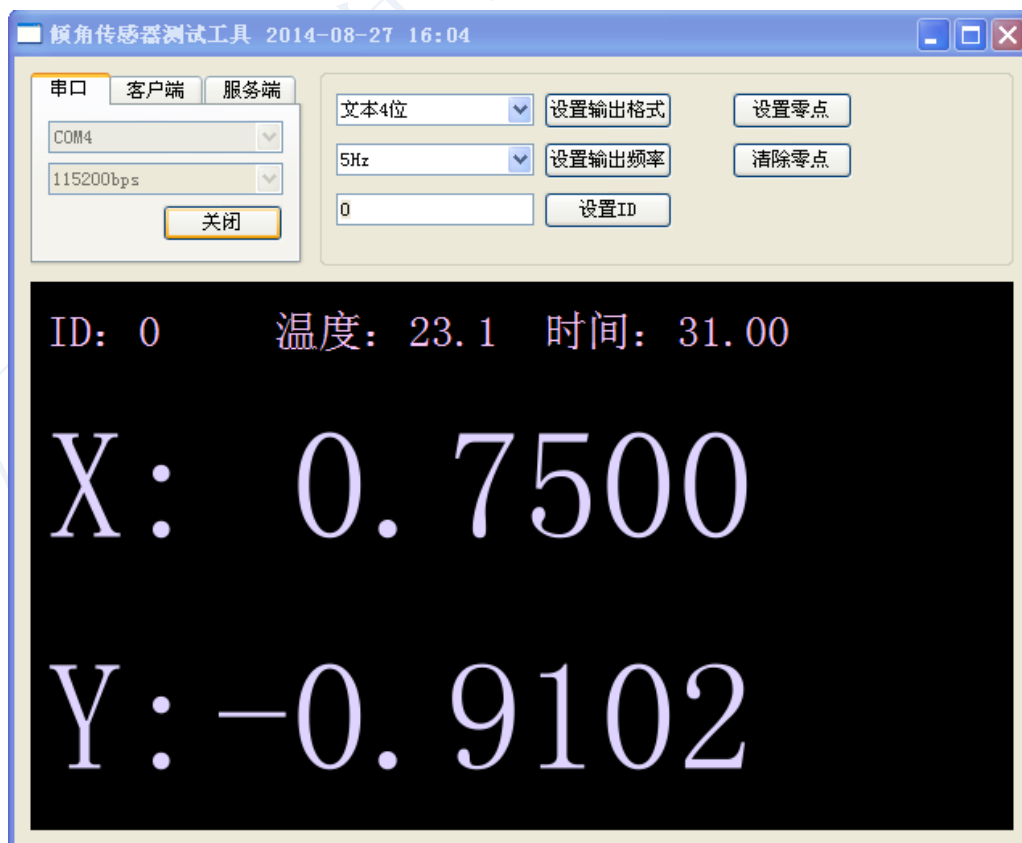 倾角传感器测试工具 2014-08-27 16:04
串口 客户端 服务端
COM4
115200bps
关闭
文本4位 设置输出格式 设置零点
5Hz 设置输出频率 清除零点
0 设置ID
ID: 0 温度: 23.1 时间: 31.00
X: 0.7500
Y:-0.9102